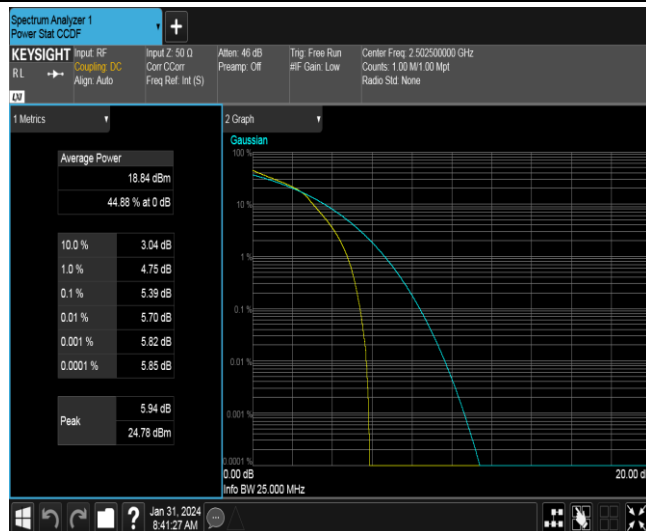 Spectrum Analyzer 1
Power Stat CCDF
+
KEYSIGHT
RL
Input: RF
Coupling: DC
Align: Auto
Input Z: 50 Ω
Corr CCorr
Freq Ref: Int (S)
Atten: 46 dB
Preamp: Off
Trig: Free Run
#IF Gain: Low
Center Freq: 2.502500000 GHz
Counts: 1.00 M/1.00 Mpt
Radio Std: None
1 Metrics
Average Power
18.84 dBm
44.88 % at 0 dB
10.0 % 3.04 dB
1.0 % 4.75 dB
0.1 % 5.39 dB
0.01 % 5.70 dB
0.001 % 5.82 dB
0.0001 % 5.85 dB
Peak
5.94 dB
24.78 dBm
2 Graph
Gaussian
100 %
10 %
1 %
0.1 %
0.01 %
0.001 %
0.0001 %
0.00 dB
20.00 d
Info BW 25.000 MHz
?
Jan 31, 2024
8:41:27 AM